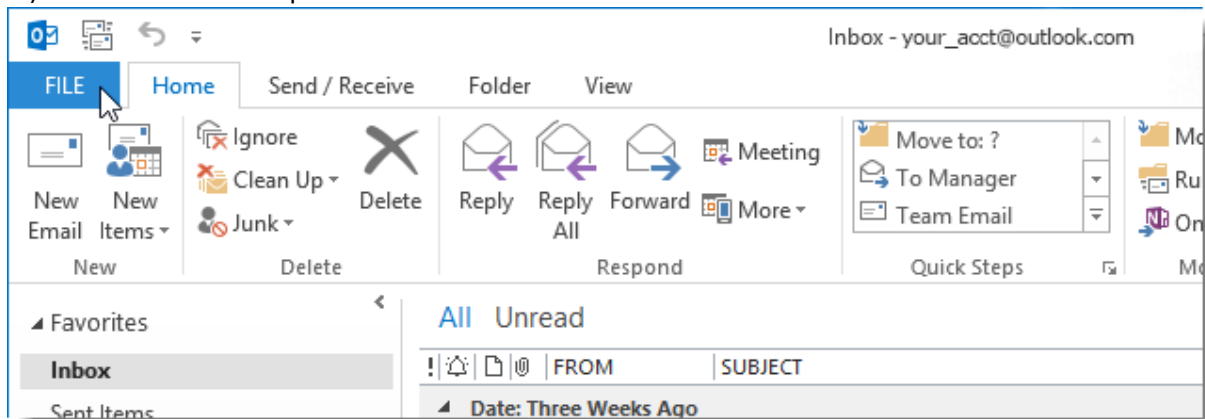 Inbox - your_acct@outlook.com
FILE Home Send / Receive Folder View
New Email
New Items
Ignore
Clean Up
Junk
Delete
Reply
Reply All
Forward
Meeting
More
Move to: ?
To Manager
Team Email
New Delete Respond Quick Steps
Favorites
Inbox
Sent Items
All Unread
! FROM SUBJECT
Date: Three Weeks Ago